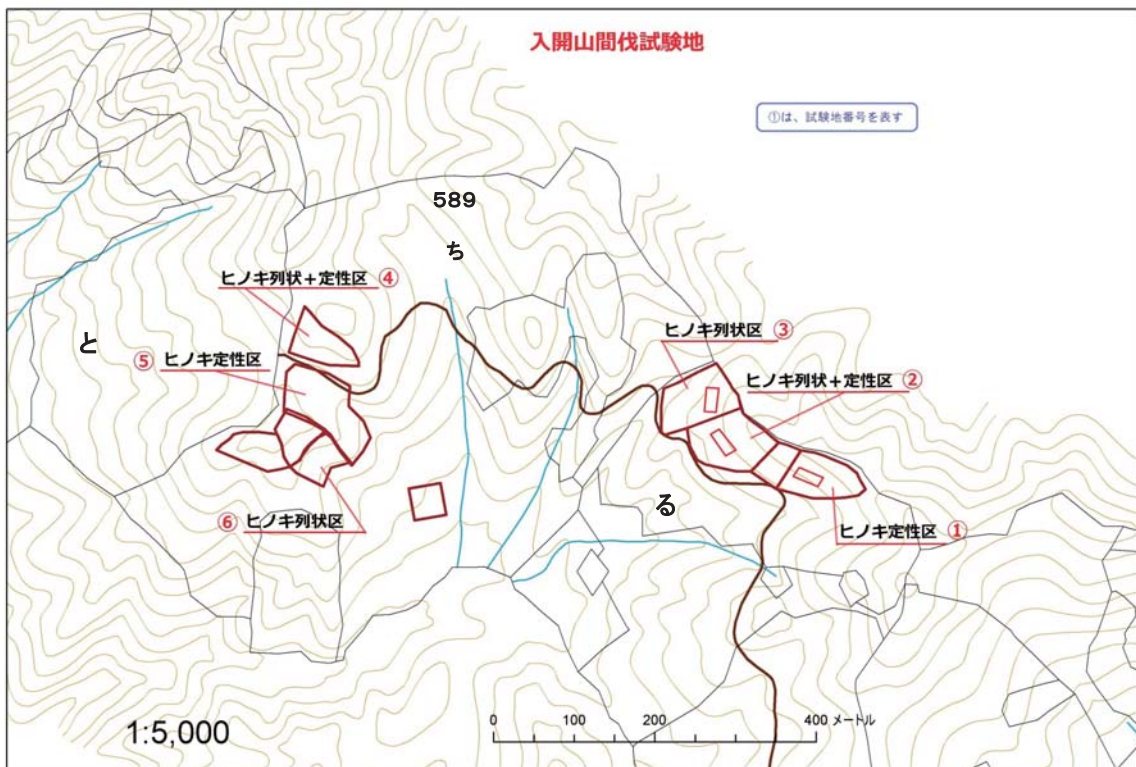 入開山間伐試験地
①は、試験地番号を表す
589
ち
ヒノキ列状+定性区 ④
と
⑤ ヒノキ定性区
ヒノキ列状区 ③
ヒノキ列状+定性区 ②
る
⑥ ヒノキ列状区
ヒノキ定性区 ①
1:5,000
0 100 200 400 メートル